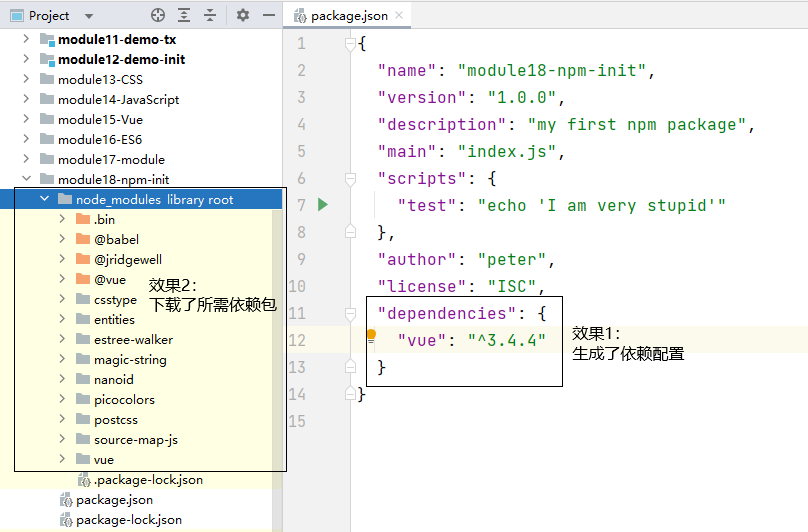 Project
module11-demo-tx
module12-demo-init
module13-CSS
module14-JavaScript
module15-Vue
module16-ES6
module17-module
module18-npm-init
node_modules library root
.bin
@babel
@jridgewell
@vue
csstype
entities
estree-walker
magic-string
nanoid
picocolors
postcss
source-map-js
vue
.package-lock.json
package.json
package-lock.json
效果2：
下载了所需依赖包
package.json
1 {
2 "name": "module18-npm-init",
3 "version": "1.0.0",
4 "description": "my first npm package",
5 "main": "index.js",
6 "scripts": {
7 "test": "echo 'I am very stupid'"
8 },
9 "author": "peter",
10 "license": "ISC",
11 "dependencies": {
12 "vue": "^3.4.4"
13 }
14 }
15
效果1：
生成了依赖配置